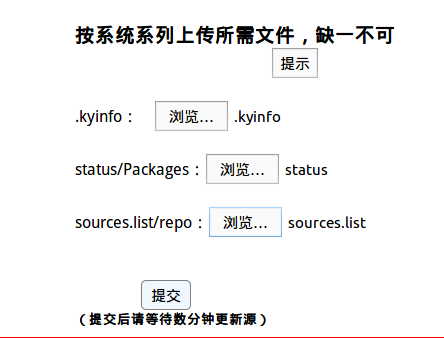 按系统系列上传所需文件，缺一不可
提示
.kyinfo： 浏览... .kyinfo
status/Packages： 浏览... status
sources.list/repo： 浏览... sources.list
提交
（提交后请等待数分钟更新源）